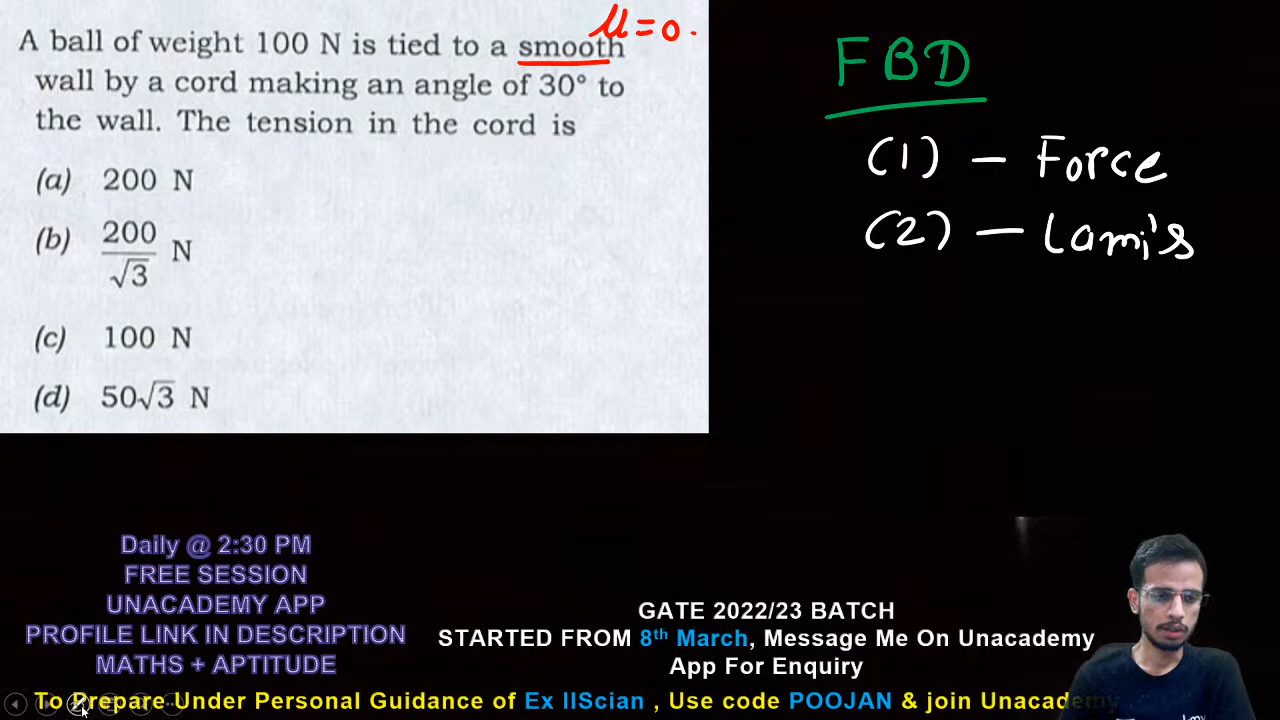 A ball of weight 100 N is tied to a smooth
μ=0.
wall by a cord making an angle of 30° to
the wall. The tension in the cord is
(a) 200 N
(b) 200/√3 N
(c) 100 N
(d) 50√3 N
FBD
(1) - Force
(2) - Lami's
Daily @ 2:30 PM
FREE SESSION
UNACADEMY APP
PROFILE LINK IN DESCRIPTION
MATHS + APTITUDE
GATE 2022/23 BATCH
STARTED FROM 8th March, Message Me On Unacademy
App For Enquiry
To Prepare Under Personal Guidance of Ex IIScian , Use code POOJAN & join Unacademy